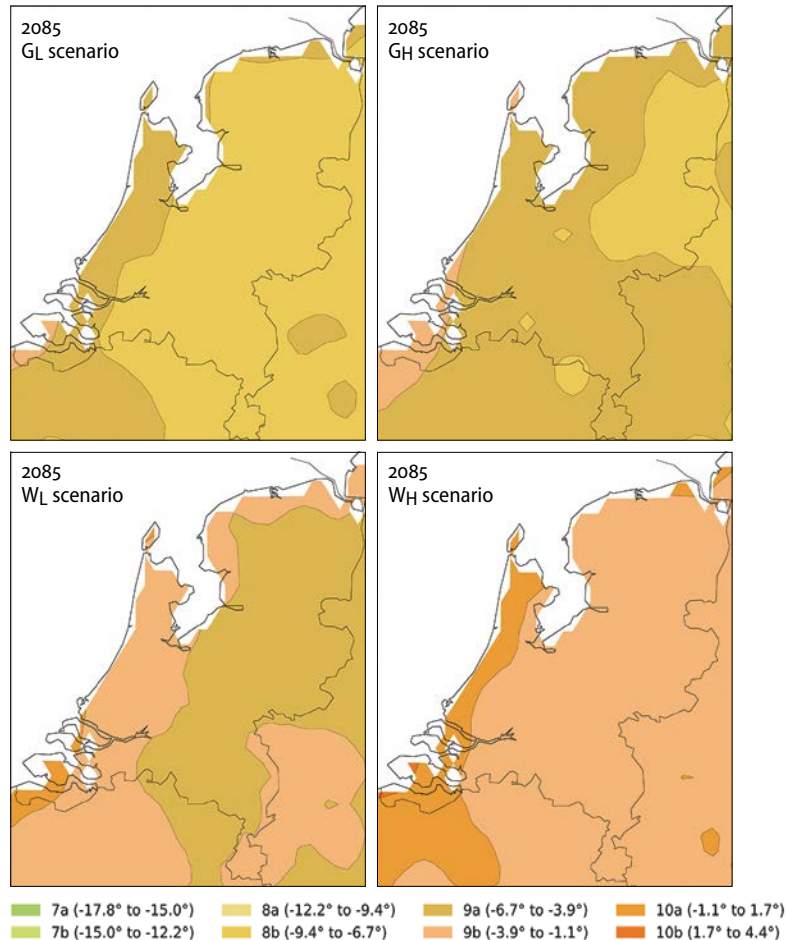 2085
GL scenario
2085
GH scenario
2085
WL scenario
2085
WH scenario
7a (-17.8° to -15.0°)
8a (-12.2° to -9.4°)
9a (-6.7° to -3.9°)
10a (-1.1° to 1.7°)
7b (-15.0° to -12.2°)
8b (-9.4° to -6.7°)
9b (-3.9° to -1.1°)
10b (1.7° to 4.4°)